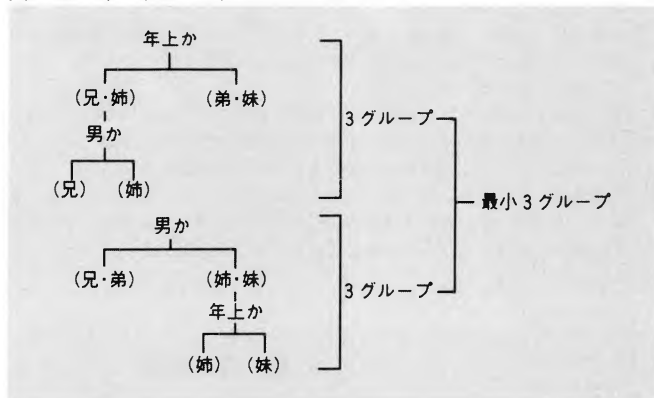 年上か
(兄・姉) (弟・妹)
男か
(兄) (姉)
3グループ
男か
(兄・弟) (姉・妹)
年上か
(姉) (妹)
3グループ
最小3グループ